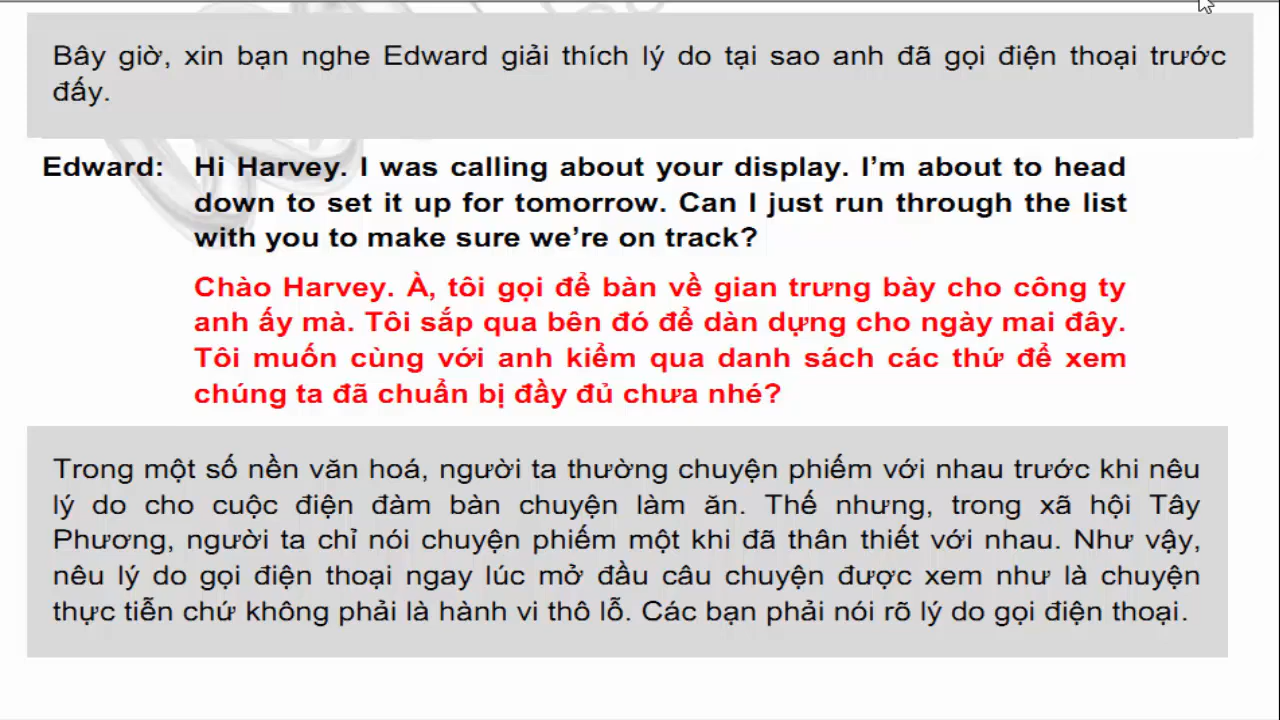 Bây giờ, xin bạn nghe Edward giải thích lý do tại sao anh đã gọi điện thoại trước
đấy.
Edward: Hi Harvey. I was calling about your display. I’m about to head
down to set it up for tomorrow. Can I just run through the list
with you to make sure we’re on track?
Chào Harvey. À, tôi gọi để bàn về gian trưng bày cho công ty
anh ấy mà. Tôi sắp qua bên đó để dàn dựng cho ngày mai đây.
Tôi muốn cùng với anh kiểm qua danh sách các thứ để xem
chúng ta đã chuẩn bị đầy đủ chưa nhé?
Trong một số nền văn hoá, người ta thường chuyện phiếm với nhau trước khi nêu
lý do cho cuộc điện đàm bàn chuyện làm ăn. Thế nhưng, trong xã hội Tây
Phương, người ta chỉ nói chuyện phiếm một khi đã thân thiết với nhau. Như vậy,
nêu lý do gọi điện thoại ngay lúc mở đầu câu chuyện được xem như là chuyện
thực tiễn chứ không phải là hành vi thô lỗ. Các bạn phải nói rõ lý do gọi điện thoại.